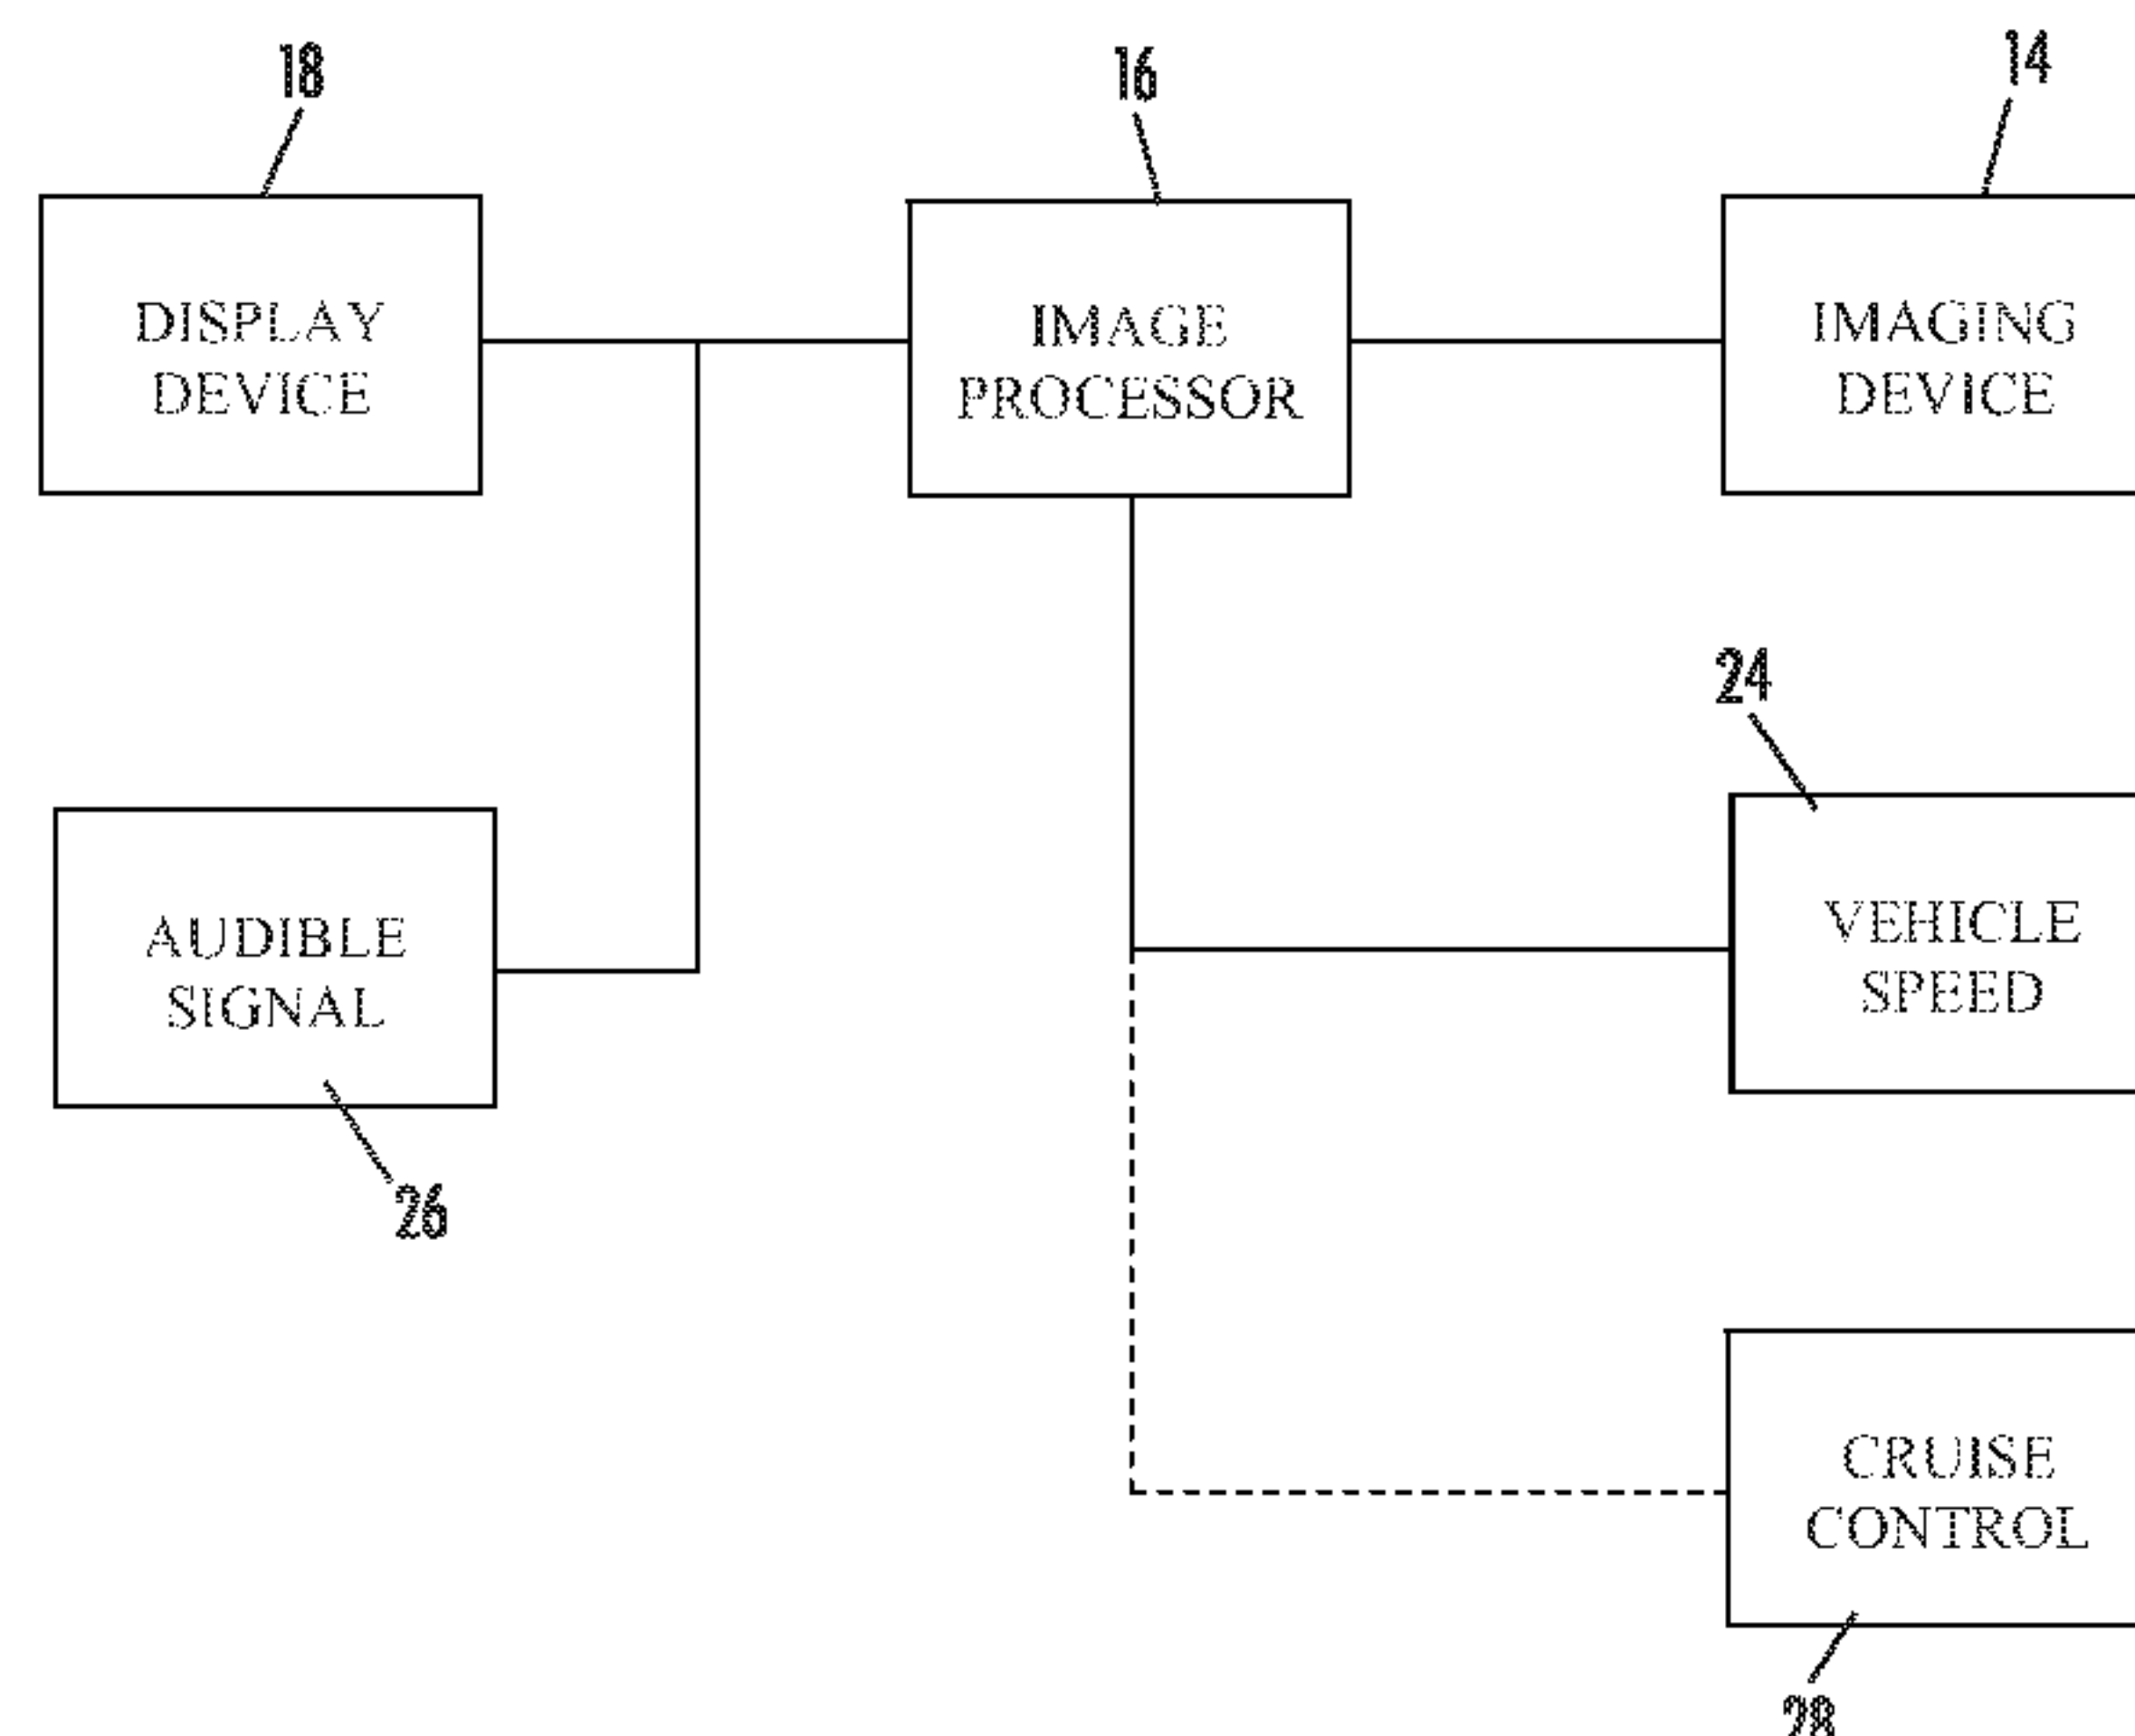 18
16
14
DISPLAY
DEVICE
IMAGE
PROCESSOR
IMAGING
DEVICE
24
AUDIBLE
SIGNAL
VEHICLE
SPEED
26
CRUISE
CONTROL
28